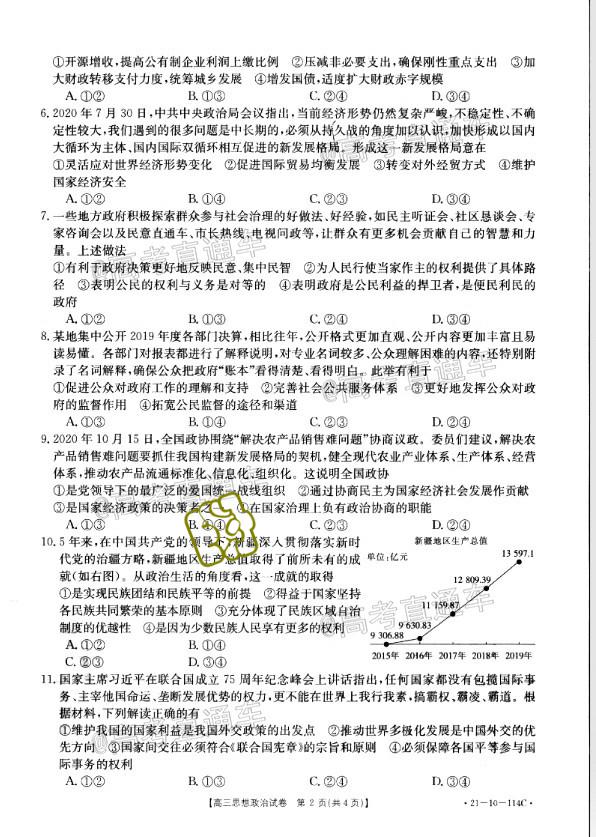 ①开源增收，提高公有制企业利润上缴比例　②压减非必要支出，确保刚性重点支出　③加
大财政转移支付力度，统筹城乡发展　④增发国债，适度扩大财政赤字规模
A.①②　B.①③　C.②④　D.③④
6.2020年7月30日，中共中央政治局会议指出，当前经济形势仍然复杂严峻，不稳定性、不确
定性较大，我们遇到的很多问题是中长期的，必须从持久战的角度加以认识，加快形成以国内
大循环为主体、国内国际双循环相互促进的新发展格局。形成这一新发展格局意在
①灵活应对世界经济形势变化　②促进国际贸易均衡发展　③转变对外经贸方式　④维护
国家经济安全
A.①②　B.①④　C.②③　D.③④
7.一些地方政府积极探索群众参与社会治理的好做法、好经验，如民主听证会、社区恳谈会、专
家咨询会以及民意直通车、市长热线、电视问政等，让群众有更多机会贡献自己的智慧和力
量。上述做法
①有利于政府决策更好地反映民意、集中民智　②为人民行使当家作主的权利提供了具体路
径　③表明公民的权利与义务是对等的　④表明政府是公民利益的捍卫者，是便民利民的
政府
A.①②　B.①③　C.②④　D.③④
8.某地集中公开2019年度各部门决算，相比往年，公开格式更加直观、公开内容更加丰富且易
读易懂。各部门对报表都进行了解释说明，对专业名词较多、公众理解困难的内容，还特别附
录了名词解释，确保公众把政府“账本”看得清楚、看得明白。此举有利于
①促进公众对政府工作的理解和支持　②完善社会公共服务体系　③更好地发挥公众对政
府的监督作用　④拓宽公民监督的途径和渠道
A.①③　B.①④　C.②③　D.②④
9.2020年10月15日，全国政协围绕“解决农产品销售难问题”协商议政。委员们建议，解决农
产品销售难问题要抓住我国构建新发展格局的契机，健全现代农业产业体系、生产体系、经营
体系，推动农产品流通标准化、信息化、组织化。这说明全国政协
①是党领导下的最广泛的爱国统一战线组织　②通过协商民主为国家经济社会发展作贡献
③是国家经济决策的决策者之一　④在国家治理上负有政治协商的职能
A.①③　B.①④　C.②③　D.②④
10.5年来，在中国共产党的领导下，新疆深入贯彻落实新时
代党的治疆方略，新疆地区生产总值取得了前所未有的成
就（如右图）。从政治生活的角度看，这一成就的取得
①是实现民族团结和民族平等的前提　②得益于国家坚持
各民族共同繁荣的基本原则　③充分体现了民族区域自治
制度的优越性　④是因为少数民族人民享有更多的权利
A.①②　B.①④
C.②③　D.③④
新疆地区生产总值
单位：亿元
13 597.1
12 809.39
11 159.87
9 630.83
9 306.88
2015年 2016年 2017年 2018年 2019年
11.国家主席习近平在联合国成立75周年纪念峰会上讲话指出，任何国家都没有包揽国际事
务、主宰他国命运、垄断发展优势的权力，更不能在世界上我行我素，搞霸权、霸凌、霸道。根
据材料，下列解读正确的有
①维护我国的国家利益是我国外交政策的出发点　②推动世界多极化发展是中国外交的优
先方向　③国家间交往必须符合《联合国宪章》的宗旨和原则　④我国保障各国平等参与国
际事务的权利
A.①②　B.①③　C.②④　D.③④
【高三思想政治试卷　第2页(共4页)】
·21-10-114C·
@高考直通车